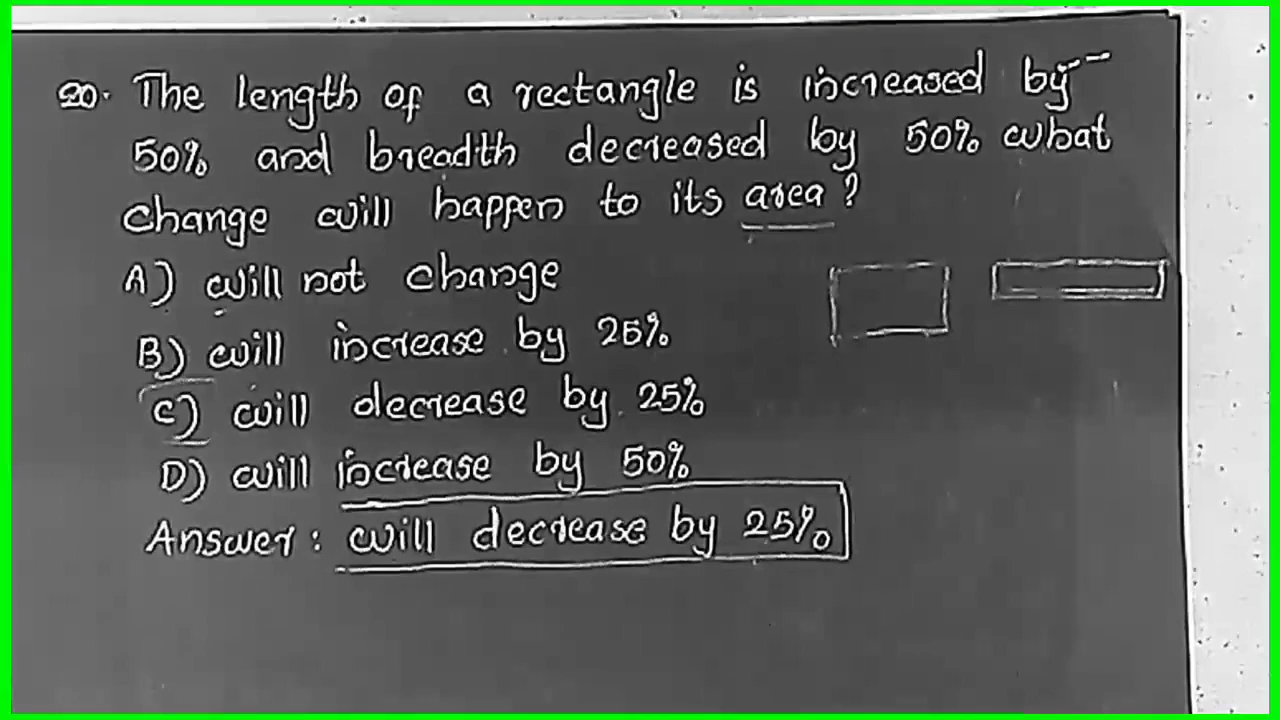 20. The length of a rectangle is increased by
50% and breadth decreased by 50% what
change will happen to its area?
A) will not change
B) will increase by 25%
C) will decrease by 25%
D) will increase by 50%
Answer: will decrease by 25%